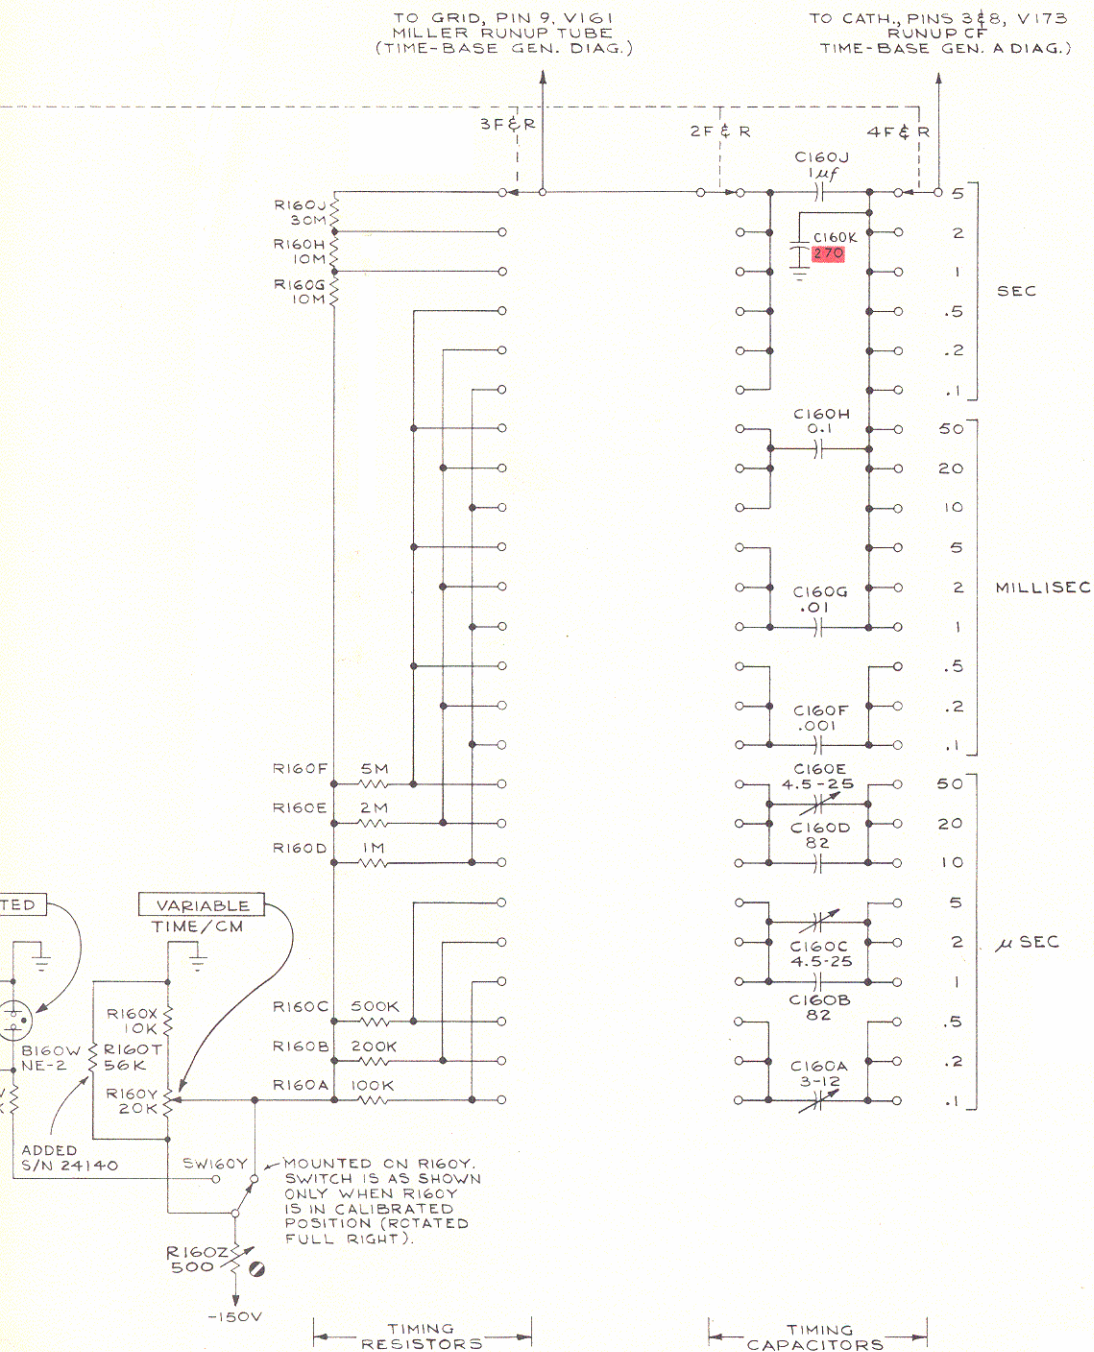 TO GRID, PIN 9, V161
MILLER RUNUP TUBE
(TIME-BASE GEN. DIAG.)
TO CATH., PINS 3&8, V173
RUNUP CF
TIME-BASE GEN. A DIAG.)
3F & R
2F & R
4F & R
C160J
1µf
R160J
30M
R160H
10M
R160G
10M
C160K
270
5
2
1
.5
.2
.1
SEC
C160H
0.1
50
20
10
5
2
1
.5
.2
.1
MILLISEC
C160G
.01
C160F
.001
R160F 5M
R160E 2M
R160D 1M
C160E
4.5-25
C160D
82
50
20
10
5
2
1
.5
.2
.1
µ SEC
C160C
4.5-25
C160B
82
C160A
3-12
R160C 500K
R160B 200K
R160A 100K
TED
VARIABLE
TIME/CM
R160X
10K
B160W
NE-2
R160T
56K
R160Y
20K
ADDED
S/N 24140
SW160Y
MOUNTED ON R160Y.
SWITCH IS AS SHOWN
ONLY WHEN R160Y
IS IN CALIBRATED
POSITION (ROTATED
FULL RIGHT).
R160Z
500
-150V
TIMING
RESISTORS
TIMING
CAPACITORS